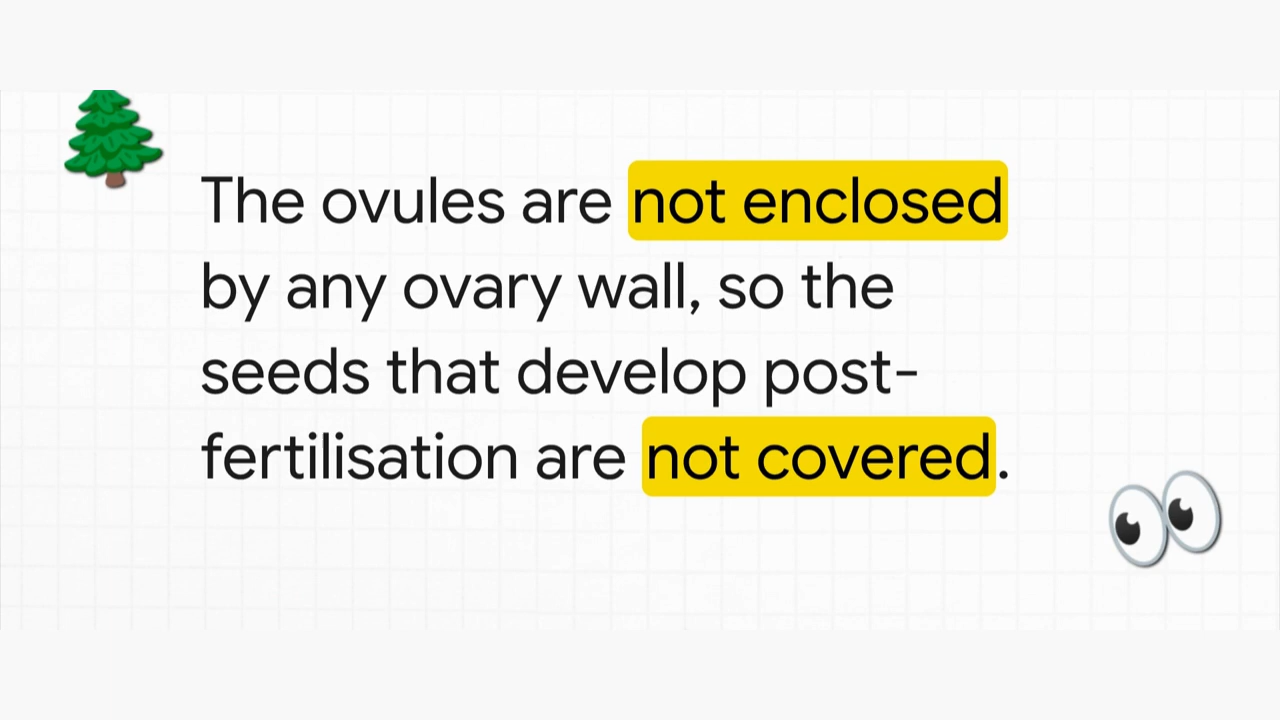 The ovules are not enclosed
by any ovary wall, so the
seeds that develop post-
fertilisation are not covered.